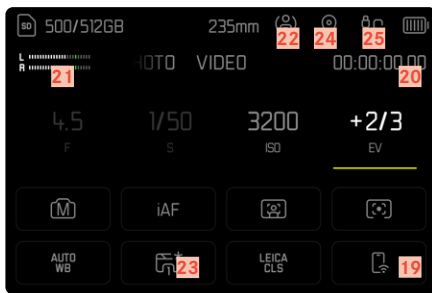 SD 500/512GB 235mm
22 24 25
L
R HOTO VIDEO 00:00:00.00
21 20
4.5 1/50 3200 +2/3
F S ISO EV
M iAF
AUTO WB 23 LEICA CLS 19